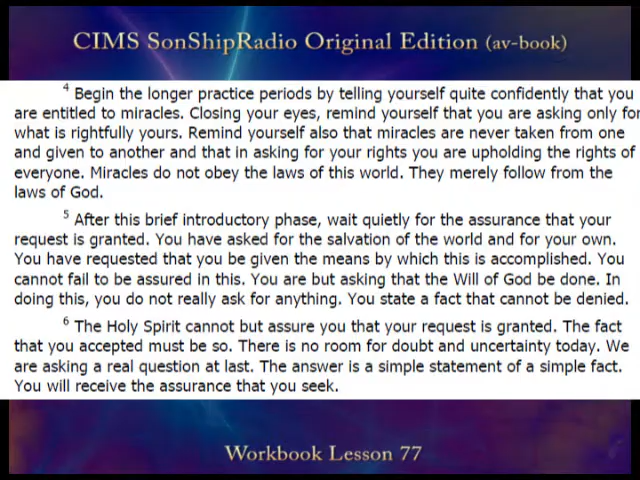 CIMS SonShipRadio Original Edition (av-book)
4 Begin the longer practice periods by telling yourself quite confidently that you
are entitled to miracles. Closing your eyes, remind yourself that you are asking only for
what is rightfully yours. Remind yourself also that miracles are never taken from one
and given to another and that in asking for your rights you are upholding the rights of
everyone. Miracles do not obey the laws of this world. They merely follow from the
laws of God.
5 After this brief introductory phase, wait quietly for the assurance that your
request is granted. You have asked for the salvation of the world and for your own.
You have requested that you be given the means by which this is accomplished. You
cannot fail to be assured in this. You are but asking that the Will of God be done. In
doing this, you do not really ask for anything. You state a fact that cannot be denied.
6 The Holy Spirit cannot but assure you that your request is granted. The fact
that you accepted must be so. There is no room for doubt and uncertainty today. We
are asking a real question at last. The answer is a simple statement of a simple fact.
You will receive the assurance that you seek.
Workbook Lesson 77